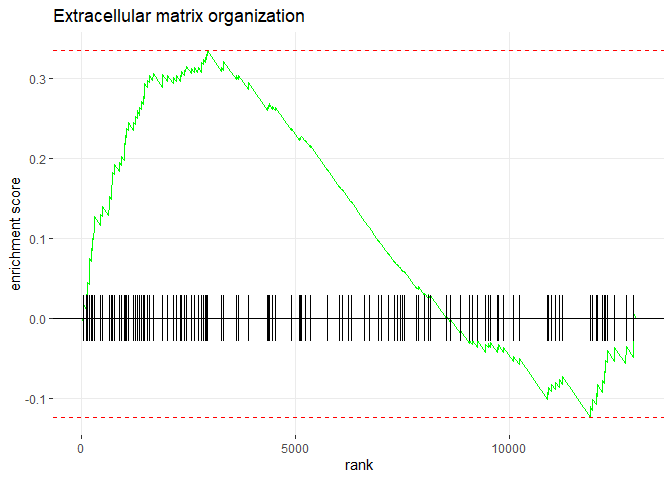 Extracellular matrix organization
enrichment score
0.3
0.2
0.1
0.0
-0.1
0
5000
10000
rank